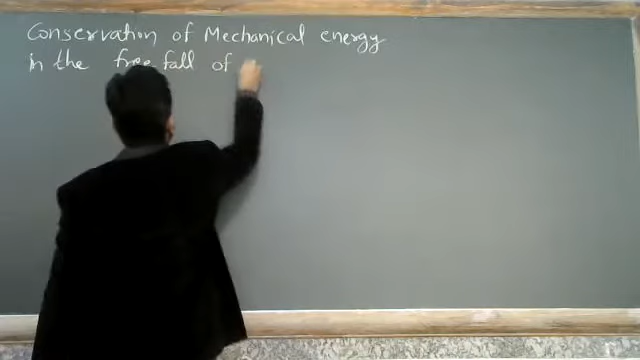 Conservation of Mechanical energy
in the free fall of